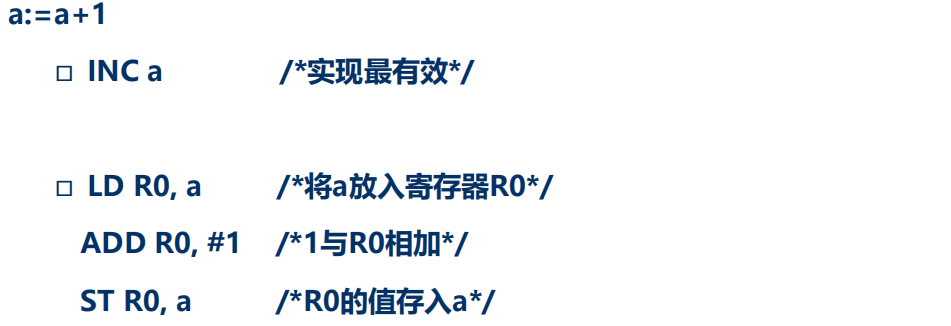 a:=a+1
□ INC a /*实现最有效*/
□ LD R0, a /*将a放入寄存器R0*/
ADD R0, #1 /*1与R0相加*/
ST R0, a /*R0的值存入a*/